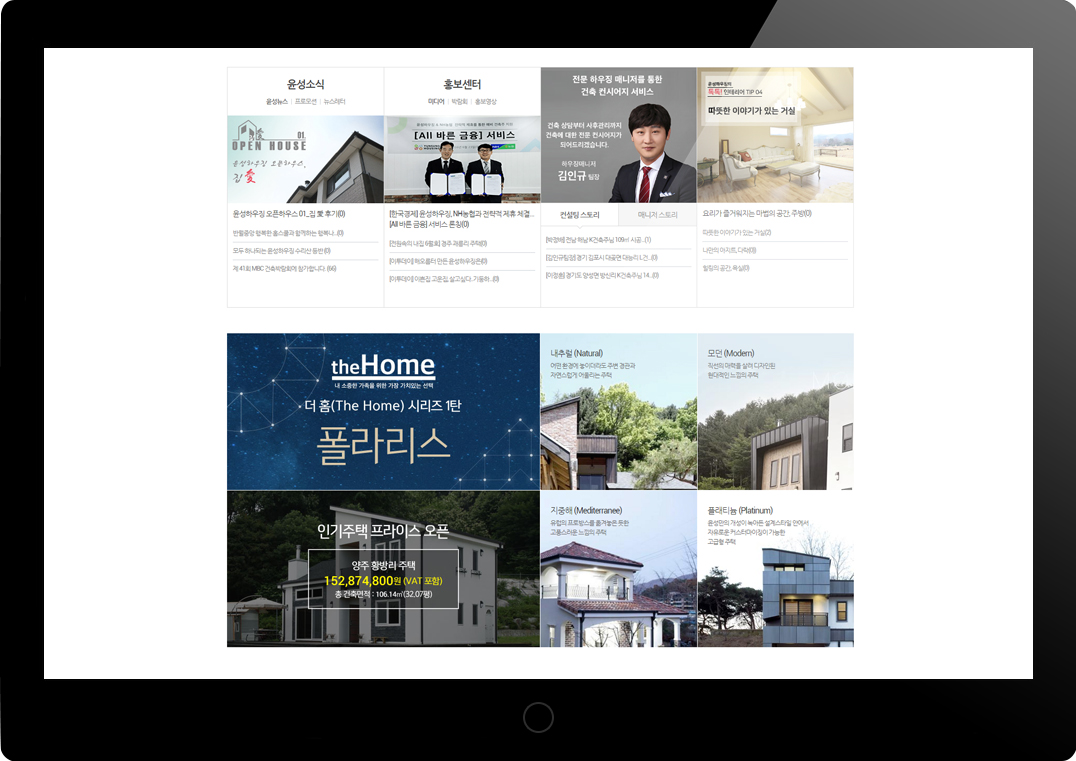 윤성소식
윤성뉴스 | 프로모션 | 뉴스레터
01.
OPEN HOUSE
윤성하우징 오픈하우스,
집 愛
윤성하우징 오픈하우스 01_집 愛 후기(0)
반월중앙 행복한 홈스쿨과 함께하는 행복나...(0)
모두 하나되는 윤성하우징 수리산 등반 (0)
제 41회 MBC 건축박람회에 참가합니다. (66)
홍보센터
미디어 | 박람회 | 홍보영상
[All 바른 금융] 서비스
[한국경제] 윤성하우징, NH농협과 전략적 제휴 체결...
[All 바른 금융] 서비스 론칭(0)
[전원속의 내집 6월호] 경주 저블리 주택(0)
[이투데이] 해오름터 만든 윤성하우징은(0)
[이투데이] 이쁜집, 고운집, 살고싶다...기둥하...(0)
전문 하우징 매니저를 통한
건축 컨시어지 서비스
건축 상담부터 사후관리까지
건축에 대한 전문 컨시어지가
되어드리겠습니다.
하우징매니저
김인규 팀장
컨설팅 스토리
매니저 스토리
[박정배] 전남 해남 K건축주님 109㎡ 시공...(1)
[김인규팀장] 경기 김포시 대곶면 대능리 L건...(0)
[이정훈] 경기도 양성면 방신리 K건축주님 14...(0)
윤성하우징의
톡톡! 인테리어 TIP 04
따뜻한 이야기가 있는 거실
요리가 즐거워지는 마법의 공간, 주방(0)
따뜻한 이야기가 있는 거실(2)
나만의 아지트, 다락(0)
힐링의 공간, 욕실(0)
theHome
내 소중한 가족을 위한 가장 가치있는 선택
더 홈(The Home) 시리즈 1탄
폴라리스
내추럴 (Natural)
어떤 환경에 놓이더라도 주변 경관과
자연스럽게 어울리는 주택
모던 (Modern)
직선의 매력을 살려 디자인된
현대적인 느낌의 주택
인기주택 프라이스 오픈
양주 황방리 주택
152,874,800원 (VAT 포함)
총 건축면적 : 106.14㎡(32.07평)
지중해 (Mediterranee)
유럽의 프로방스를 옮겨놓은 듯한
고풍스러운 느낌의 주택
플래티늄 (Platinum)
윤성만의 개성이 녹아든 설계스타일 안에서
자유로운 커스터마이징이 가능한
고급형 주택